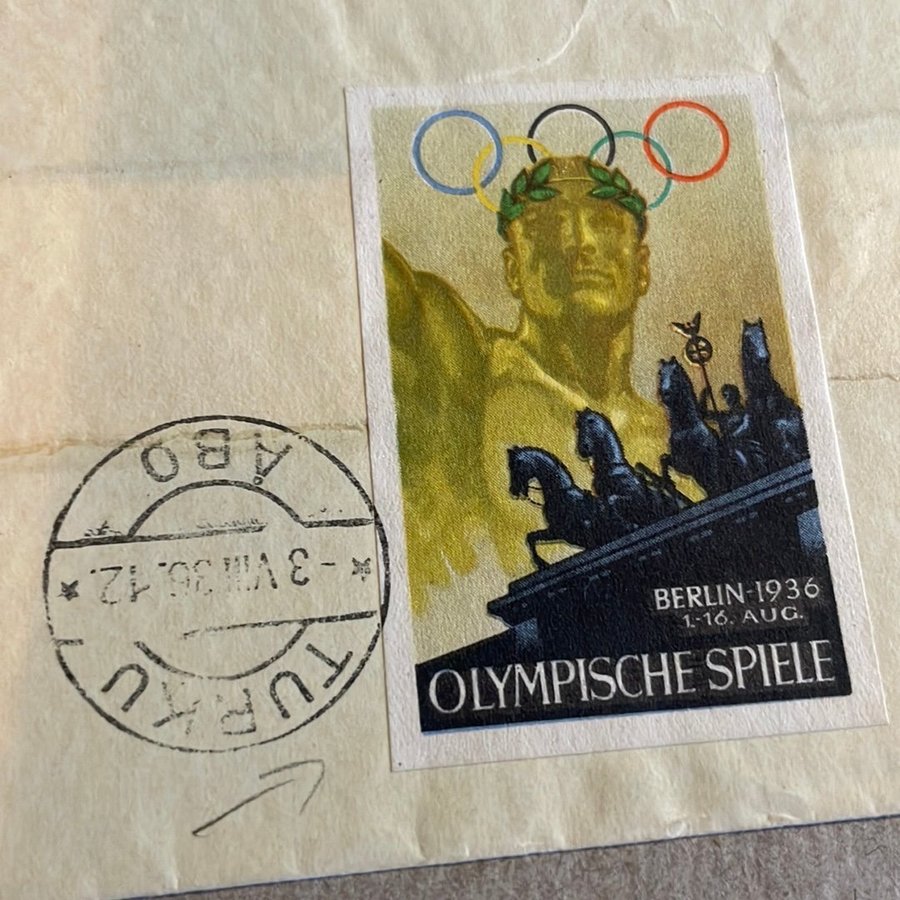 BERLIN-1936
1.-16. AUG.
OLYMPISCHE SPIELE
TURKU
-3.VIII 36.12.
ÅBO